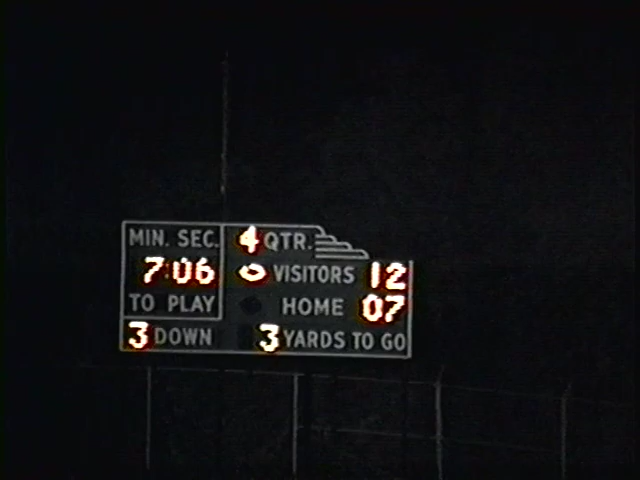 MIN. SEC. 4 QTR.
7:06 VISITORS 12
TO PLAY HOME 07
3 DOWN 3 YARDS TO GO